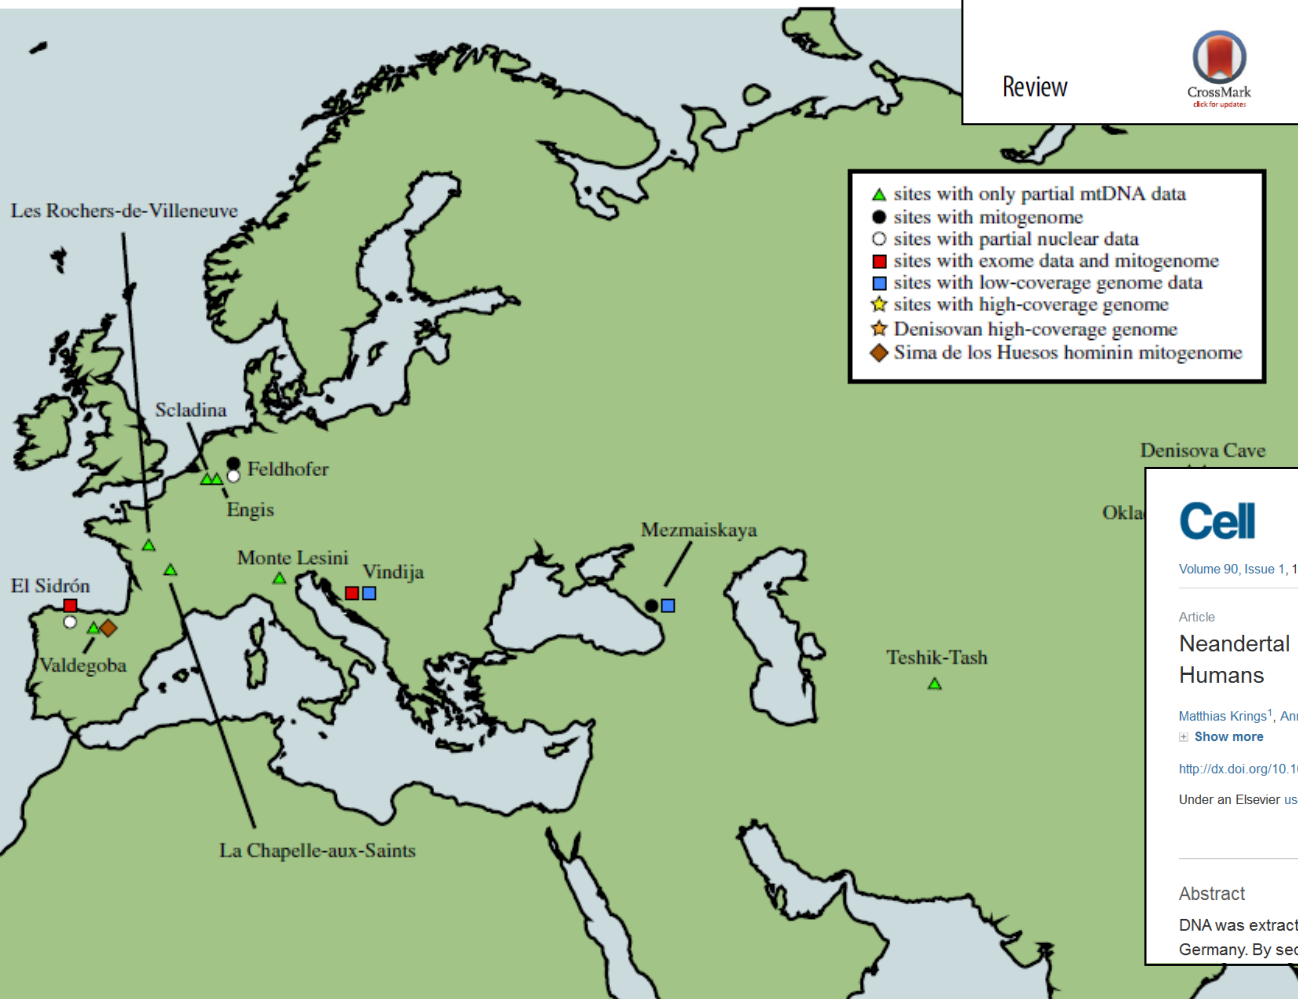 Review
CrossMark
click for updates
Les Rochers-de-Villeneuve
sites with only partial mtDNA data
sites with mitogenome
sites with partial nuclear data
sites with exome data and mitogenome
sites with low-coverage genome data
sites with high-coverage genome
Denisovan high-coverage genome
Sima de los Huesos hominin mitogenome
Scladina
Feldhofer
Engis
Denisova Cave
Okla
Mezmaiskaya
Monte Lesini
Vindija
El Sidrón
Valdegoba
Teshik-Tash
La Chapelle-aux-Saints
Cell
Volume 90, Issue 1, 1
Article
Neandertal
Humans
Matthias Krings1, Ann
Show more
http://dx.doi.org/10.10
Under an Elsevier us
Abstract
DNA was extract
Germany. By sec